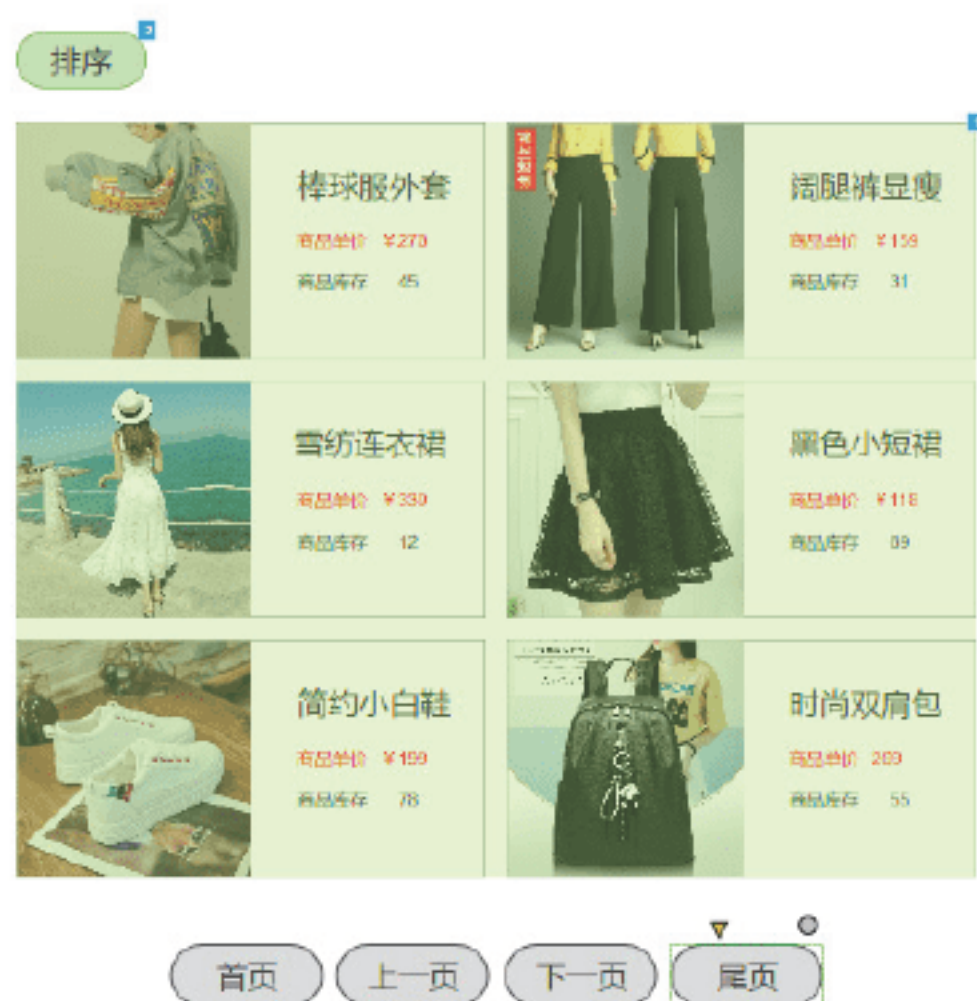 排序
棒球服外套
商品单价 ¥270
商品库存 45
阔腿裤显瘦
商品单价 ¥159
商品库存 31
雪纺连衣裙
商品单价 ¥330
商品库存 12
黑色小短裙
商品单价 ¥118
商品库存 89
简约小白鞋
商品单价 ¥199
商品库存 78
时尚双肩包
商品单价 269
商品库存 55
首页
上一页
下一页
尾页